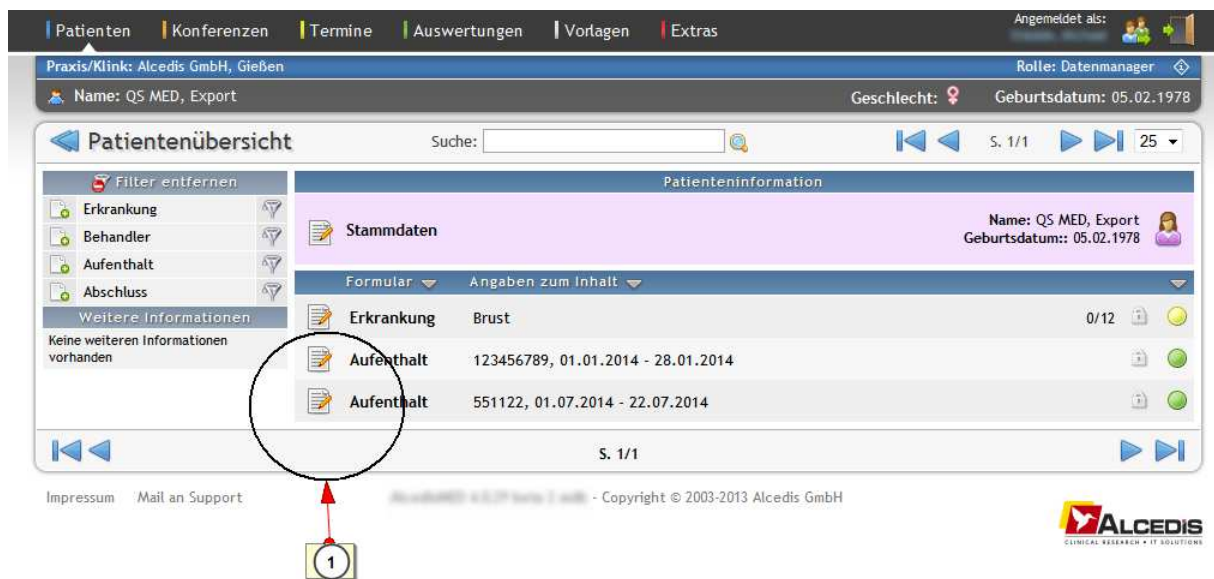 Patienten Konferenzen Termine Auswertungen Vorlagen Extras Angemeldet als:
Praxis/Klink: Alcedis GmbH, Gießen Rolle: Datenmanager
Name: QS MED, Export Geschlecht: Geburtsdatum: 05.02.1978
Patientenübersicht Suche: S. 1/1 25
Filter entfernen
Erkrankung
Behandler
Aufenthalt
Abschluss
Weitere Informationen
Keine weiteren Informationen
vorhanden
Patienteninformation
Stammdaten
Name: QS MED, Export
Geburtsdatum:: 05.02.1978
Formular Angaben zum Inhalt
Erkrankung Brust 0/12
Aufenthalt 123456789, 01.01.2014 - 28.01.2014
Aufenthalt 551122, 01.07.2014 - 22.07.2014
S. 1/1
Impressum Mail an Support - Copyright © 2003-2013 Alcedis GmbH
ALCEDIS
CLINICAL RESEARCH • IT SOLUTIONS
1